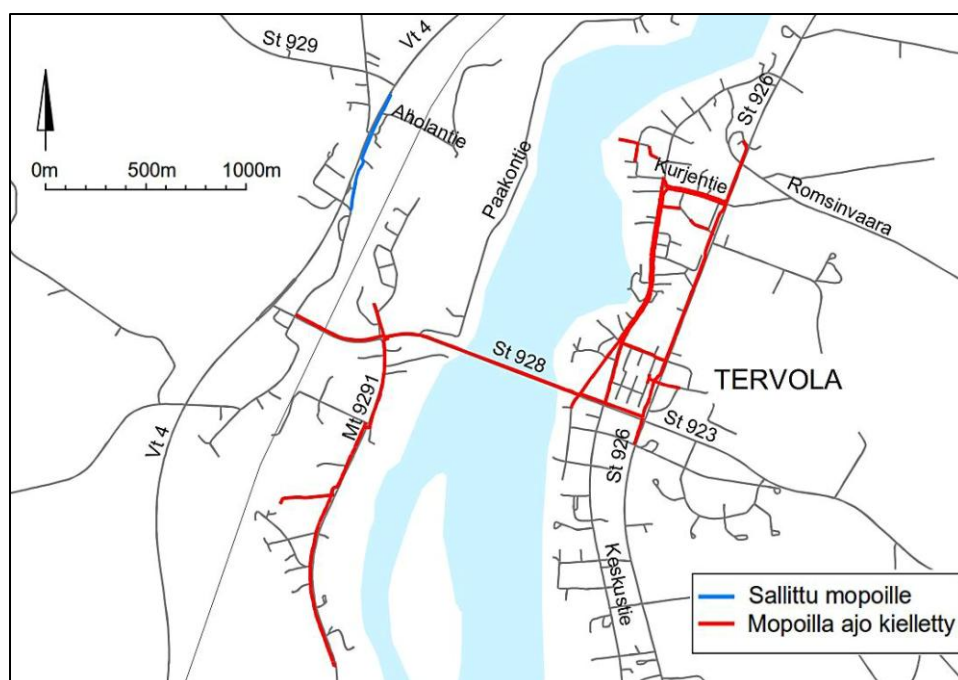 St 929
Vt 4
St 926
Aholantie
0m 500m 1000m
Paakontie
Kurjentie
Romsinvaara
St 928
TERVOLA
Mt 9291
St 923
Vt 4
St 926
Keskustie
Sallittu mopoille
Mopoilla ajo kielletty